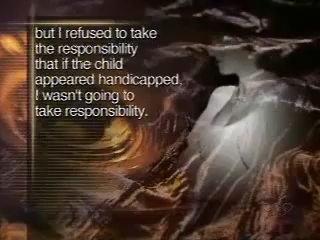 but I refused to take
the responsibility
that if the child
appeared handicapped,
I wasn't going to
take responsibility.